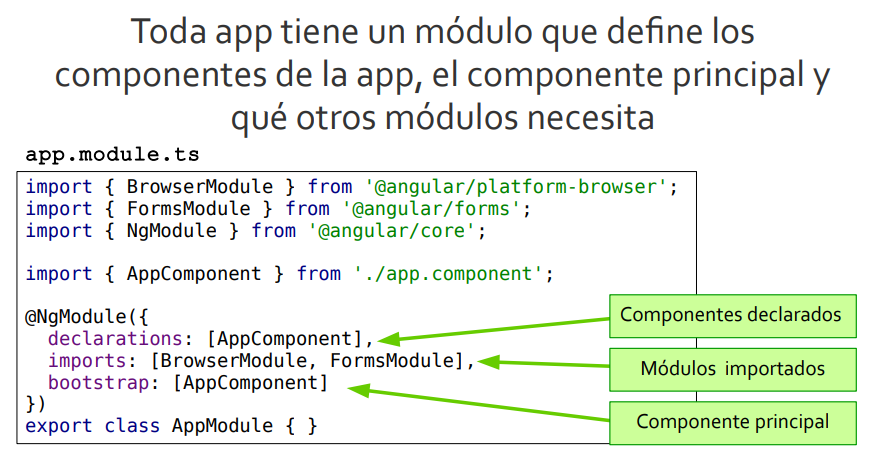 Toda app tiene un módulo que define los
componentes de la app, el componente principal y
qué otros módulos necesita
app.module.ts
import { BrowserModule } from '@angular/platform-browser';
import { FormsModule } from '@angular/forms';
import { NgModule } from '@angular/core';
import { AppComponent } from './app.component';
@NgModule({
declarations: [AppComponent],
imports: [BrowserModule, FormsModule],
bootstrap: [AppComponent]
})
export class AppModule { }
Componentes declarados
Módulos importados
Componente principal